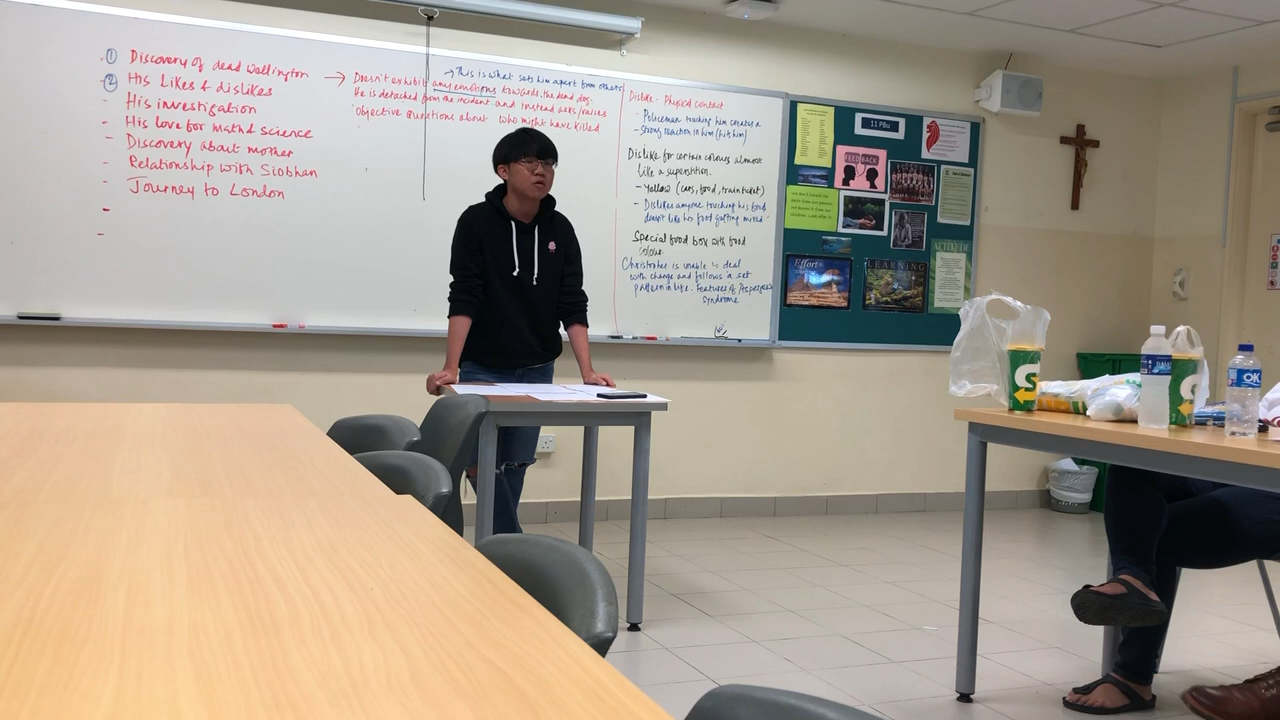 ① Discovery of dead Wellington
② His Likes & dislikes
- His investigation
- His love for Math & science
- Discovery about mother
- Relationship with Siobhan
- Journey to London
→ This is what sets him apart from others
→ Doesn't exhibit any emotions towards the dead dog.
He is detached from the incident and instead asks/raises
objective questions about who might have killed
Dislike - Physical contact
- Policeman touching him creates a
- strong reaction in him (hit him)
Dislike for certain colours almost
like a superstition.
- Yellow (cars, food, train ticket)
- Dislikes anyone touching his food
doesn't like his food getting mixed
Special food box with food
colour.
Christopher is unable to deal
with change and follows a set
pattern in life. Features of Asperger's
syndrome
11 PBu
FEEDBACK
Effort
LEARNING
ATTITUDE
S
OK